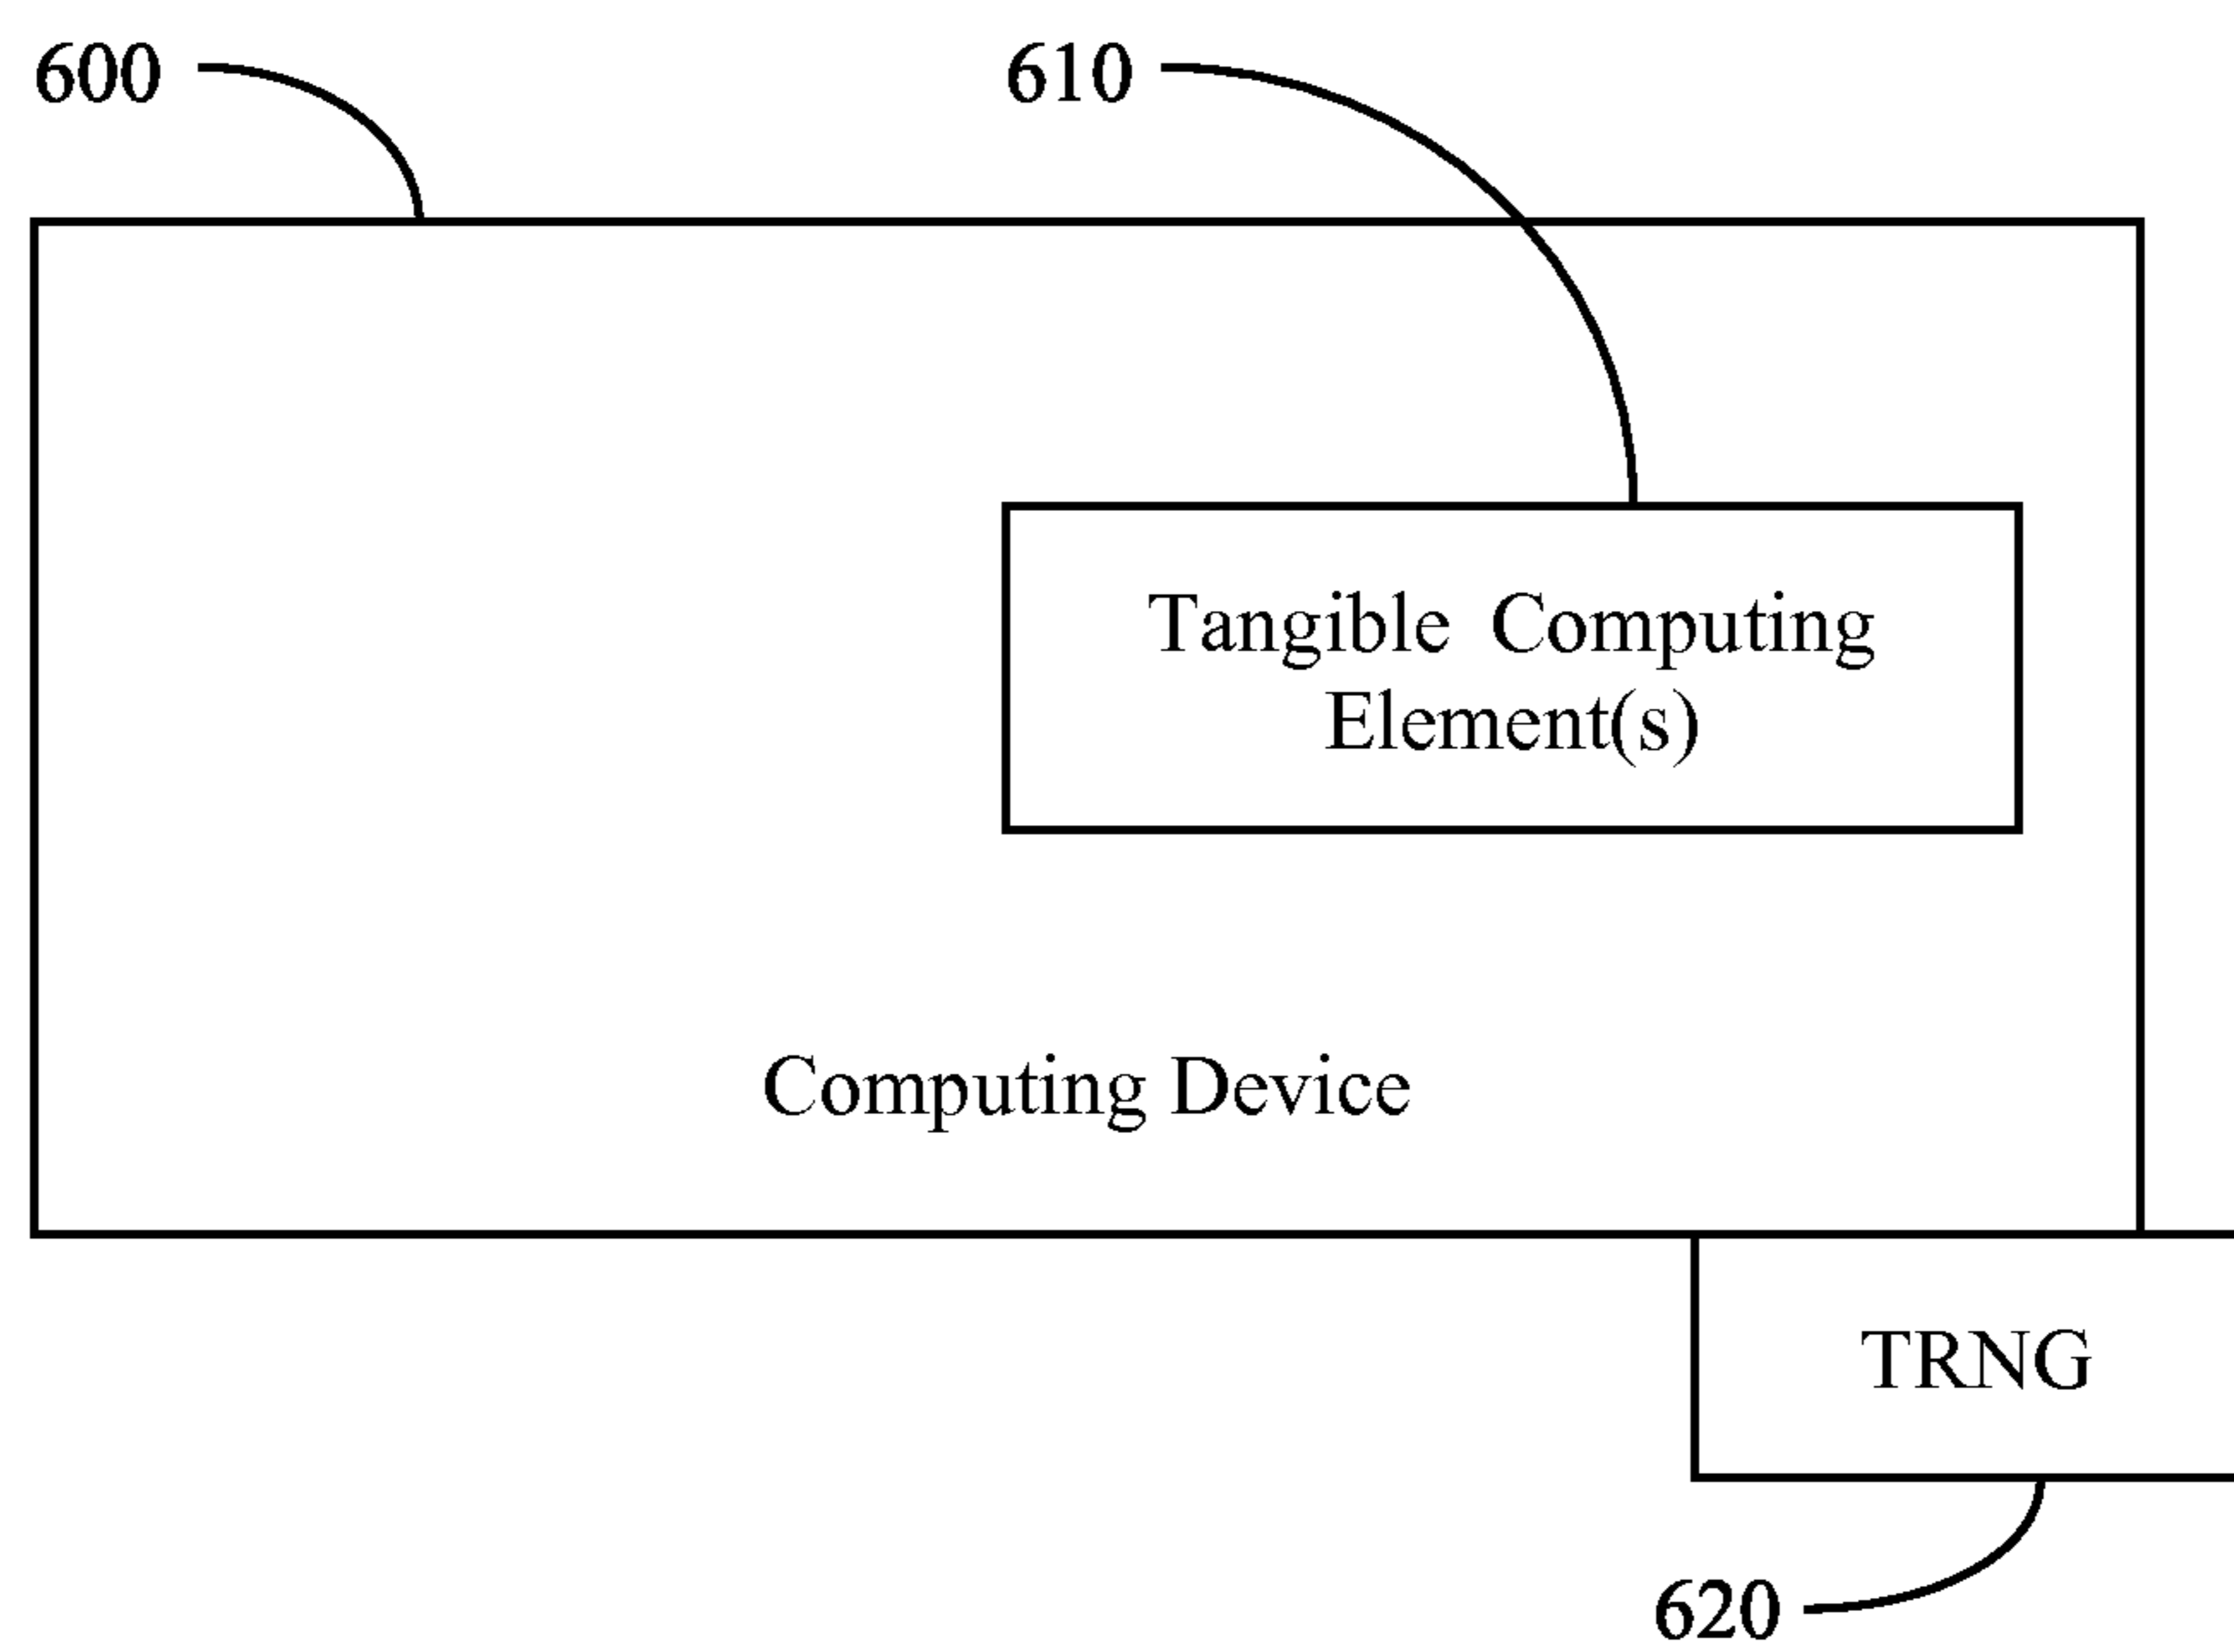 600
610
Tangible Computing
Element(s)
Computing Device
TRNG
620